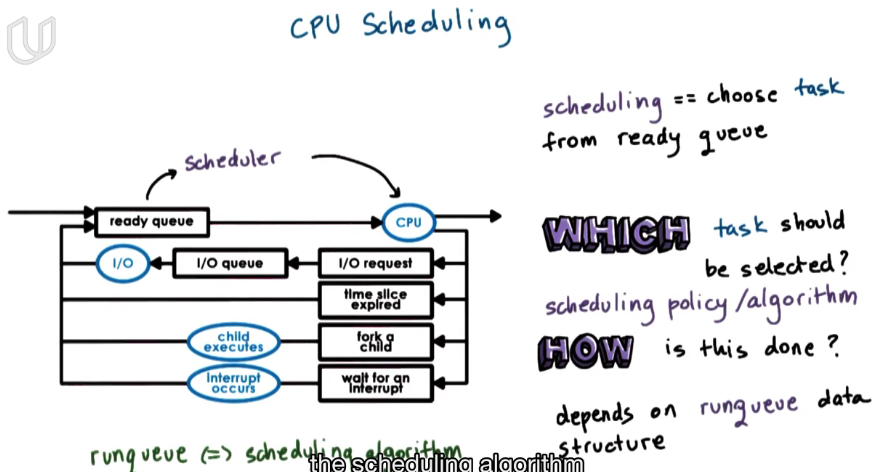 CPU Scheduling
scheduling == choose task
from ready queue
scheduler
ready queue
CPU
I/O
I/O queue
I/O request
time slice
expired
child
executes
fork a
child
Interrupt
occurs
wait for an
Interrupt
WHICH task should
be selected?
scheduling policy/algorithm
HOW is this done?
depends on runqueue data
structure
runqueue <=> scheduling algorithm
the scheduling algorithm